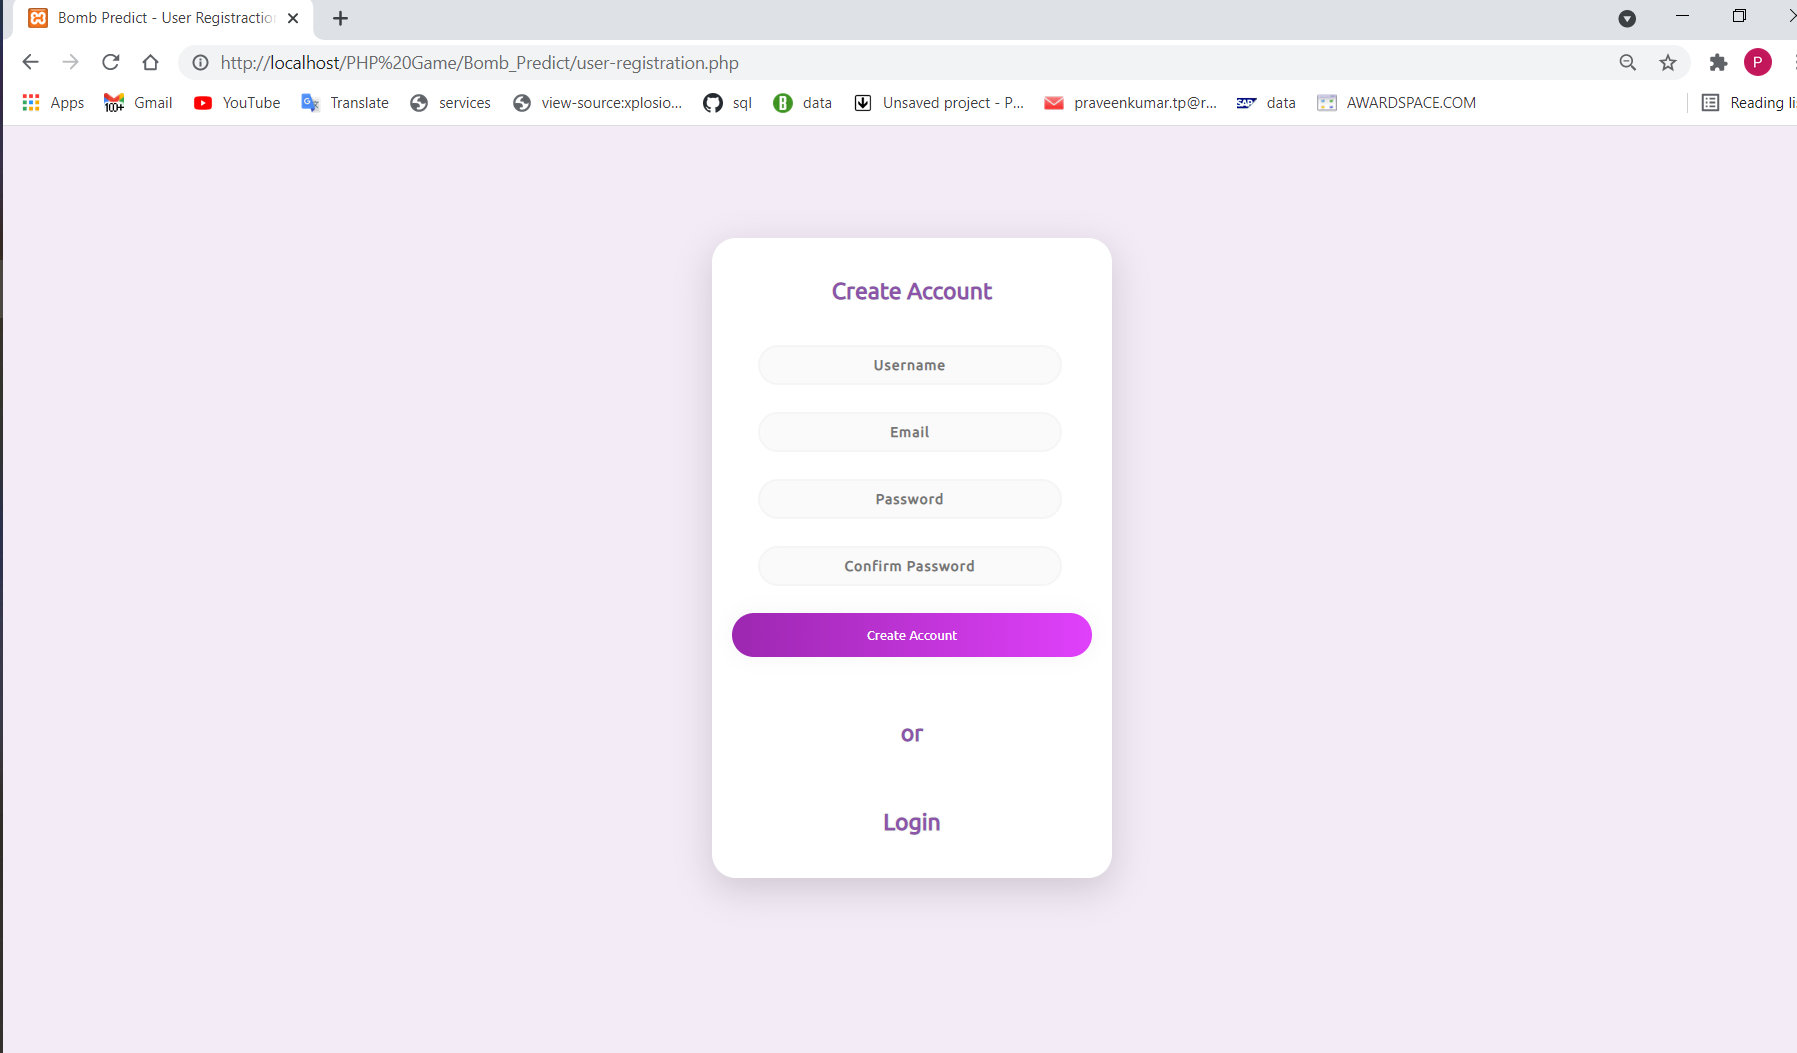 Bomb Predict - User Registractio
http://localhost/PHP%20Game/Bomb_Predict/user-registration.php
P
Apps
100+
Gmail
YouTube
Translate
services
view-source:xplosio...
sql
data
Unsaved project - P...
praveenkumar.tp@r...
SAP
data
AWARDSPACE.COM
Reading li
Create Account
Username
Email
Password
Confirm Password
Create Account
or
Login